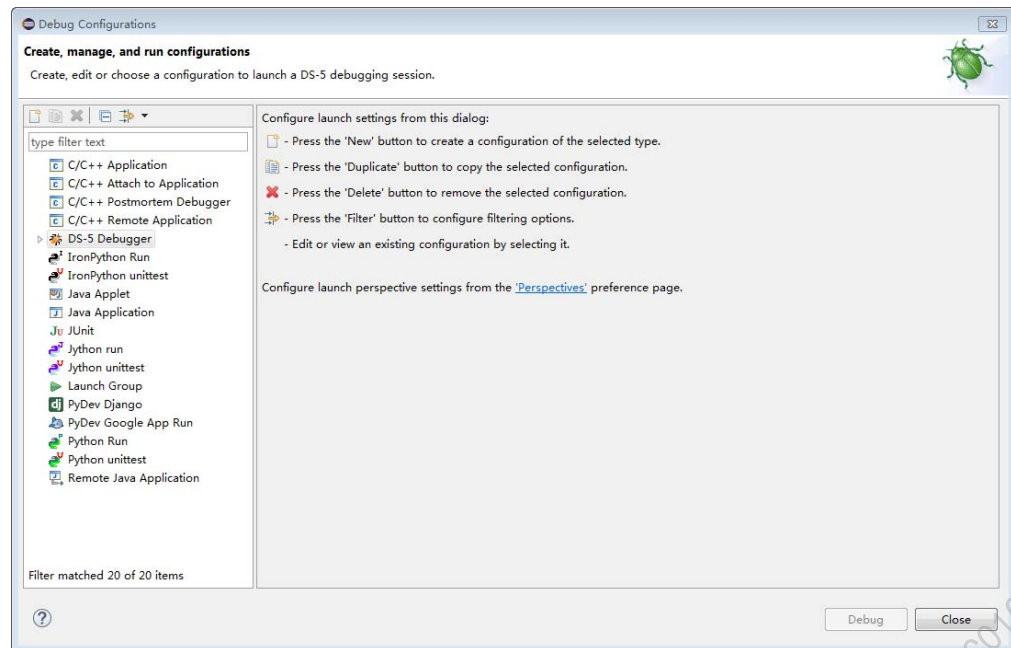 Debug Configurations
Create, manage, and run configurations
Create, edit or choose a configuration to launch a DS-5 debugging session.
type filter text
C/C++ Application
C/C++ Attach to Application
C/C++ Postmortem Debugger
C/C++ Remote Application
DS-5 Debugger
IronPython Run
IronPython unittest
Java Applet
Java Application
JUnit
Jython run
Jython unittest
Launch Group
PyDev Django
PyDev Google App Run
Python Run
Python unittest
Remote Java Application
Filter matched 20 of 20 items
Configure launch settings from this dialog:
- Press the 'New' button to create a configuration of the selected type.
- Press the 'Duplicate' button to copy the selected configuration.
- Press the 'Delete' button to remove the selected configuration.
- Press the 'Filter' button to configure filtering options.
- Edit or view an existing configuration by selecting it.
Configure launch perspective settings from the 'Perspectives' preference page.
Debug
Close